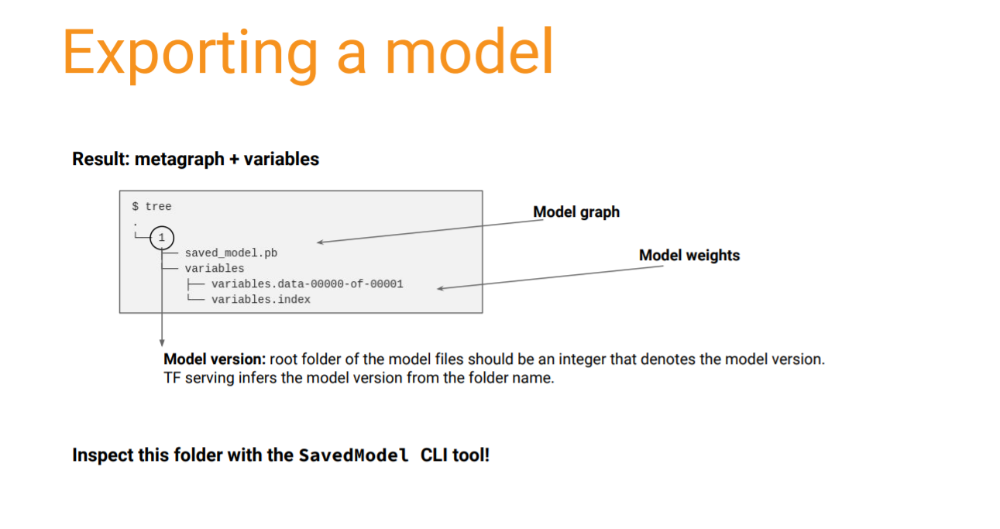 Exporting a model
Result: metagraph + variables
$ tree
.
└── 1
├── saved_model.pb
├── variables
├── variables.data-00000-of-00001
└── variables.index
Model graph
Model weights
Model version: root folder of the model files should be an integer that denotes the model version.
TF serving infers the model version from the folder name.
Inspect this folder with the SavedModel CLI tool!